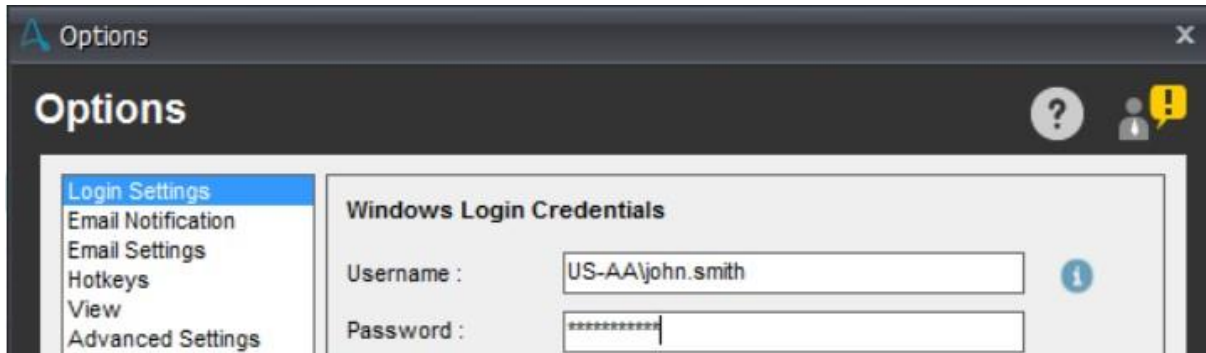 Options
Options
Login Settings
Email Notification
Email Settings
Hotkeys
View
Advanced Settings
Windows Login Credentials
Username :
US-AA\john.smith
Password :
***********